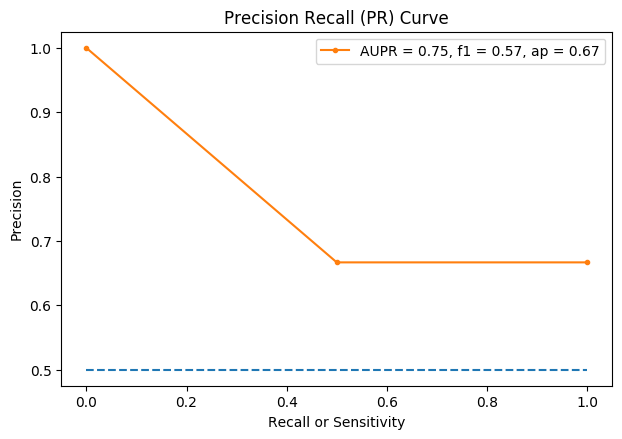 Precision Recall (PR) Curve
AUPR = 0.75, f1 = 0.57, ap = 0.67
1.0
0.9
0.8
0.7
0.6
0.5
Precision
0.0 0.2 0.4 0.6 0.8 1.0
Recall or Sensitivity